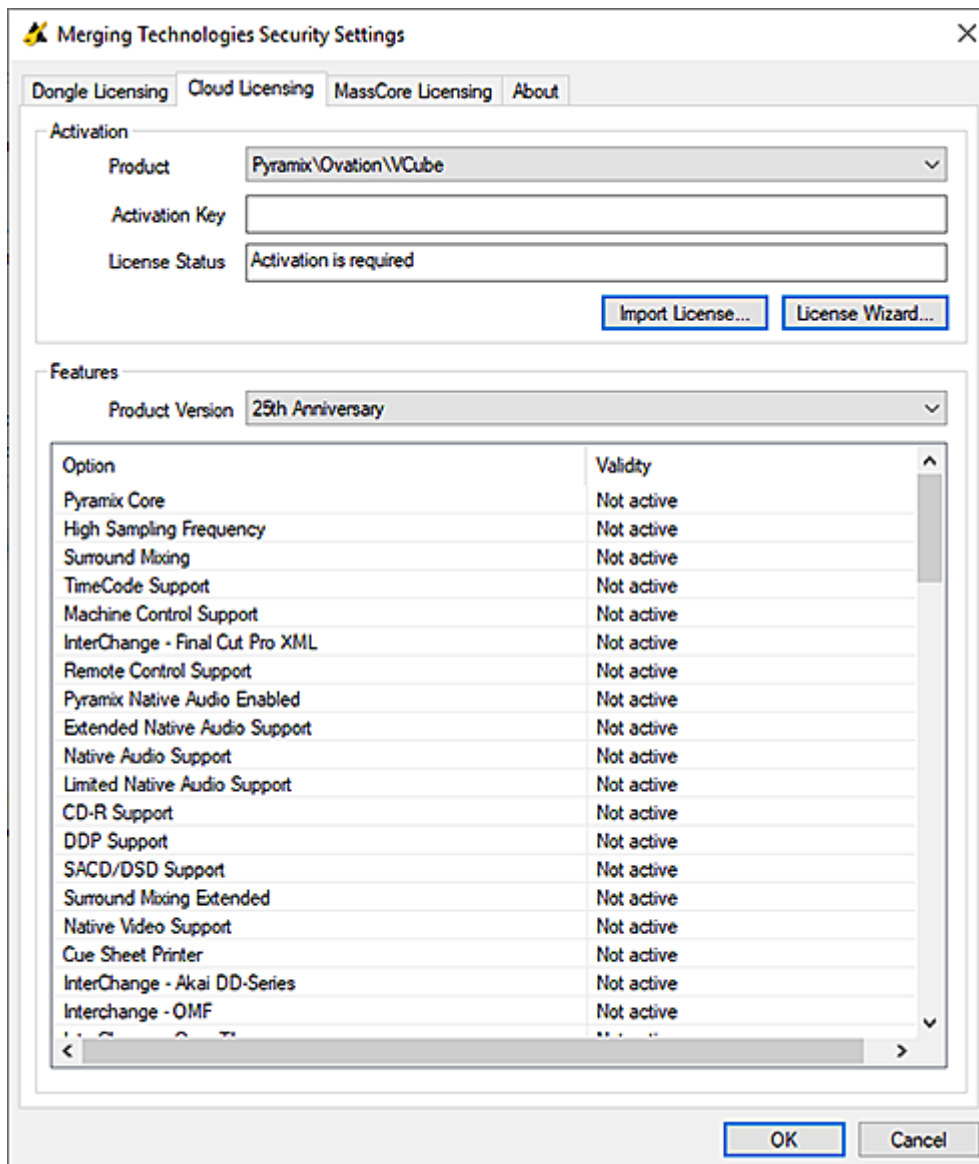 Merging Technologies Security Settings
Dongle Licensing Cloud Licensing MassCore Licensing About
Activation
Product Pyramix\Ovation\VCube
Activation Key
License Status Activation is required
Import License... License Wizard...
Features
Product Version 25th Anniversary
Option Validity
Pyramix Core Not active
High Sampling Frequency Not active
Surround Mixing Not active
TimeCode Support Not active
Machine Control Support Not active
InterChange - Final Cut Pro XML Not active
Remote Control Support Not active
Pyramix Native Audio Enabled Not active
Extended Native Audio Support Not active
Native Audio Support Not active
Limited Native Audio Support Not active
CD-R Support Not active
DDP Support Not active
SACD/DSD Support Not active
Surround Mixing Extended Not active
Native Video Support Not active
Cue Sheet Printer Not active
InterChange - Akai DD-Series Not active
Interchange - OMF Not active
OK Cancel